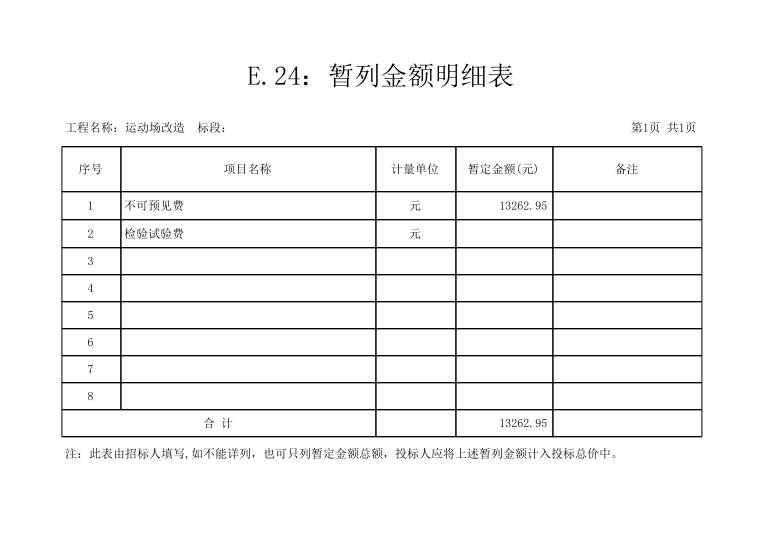 E.24：暂列金额明细表
工程名称：运动场改造 标段： 第1页 共1页
序号 项目名称 计量单位 暂定金额(元) 备注
1 不可预见费 元 13262.95
2 检验试验费 元
3
4
5
6
7
8
合 计 13262.95
注：此表由招标人填写,如不能详列，也可只列暂定金额总额，投标人应将上述暂列金额计入投标总价中。